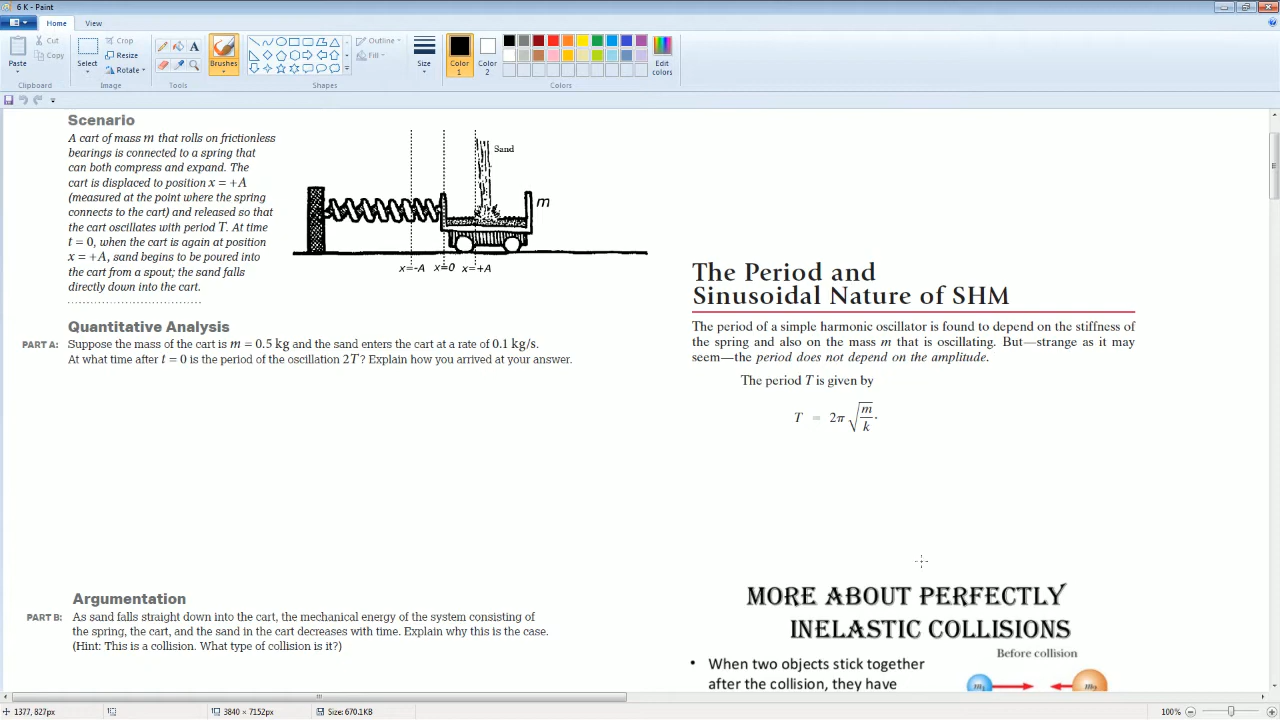 6 K - Paint
Home
View
Paste
Cut
Copy
Clipboard
Select
Crop
Resize
Rotate
Image
A
Tools
Brushes
Outline
Fill
Shapes
Size
Color
1
Color
2
Edit
colors
Colors
Scenario
A cart of mass m that rolls on frictionless
bearings is connected to a spring that
can both compress and expand. The
cart is displaced to position x = +A
(measured at the point where the spring
connects to the cart) and released so that
the cart oscillates with period T. At time
t = 0, when the cart is again at position
x = +A, sand begins to be poured into
the cart from a spout; the sand falls
directly down into the cart.
Sand
m
x=-A x=0 x=+A
Quantitative Analysis
PART A: Suppose the mass of the cart is m = 0.5 kg and the sand enters the cart at a rate of 0.1 kg/s.
At what time after t = 0 is the period of the oscillation 2T? Explain how you arrived at your answer.
Argumentation
PART B: As sand falls straight down into the cart, the mechanical energy of the system consisting of
the spring, the cart, and the sand in the cart decreases with time. Explain why this is the case.
(Hint: This is a collision. What type of collision is it?)
The Period and
Sinusoidal Nature of SHM
The period of a simple harmonic oscillator is found to depend on the stiffness of
the spring and also on the mass m that is oscillating. But—strange as it may
seem—the period does not depend on the amplitude.
The period T is given by
T = 2π √m/k.
MORE ABOUT PERFECTLY
INELASTIC COLLISIONS
Before collision
• When two objects stick together
after the collision, they have
m₁ m₂
1377, 827px
3840 × 7152px
Size: 670.1KB
100%